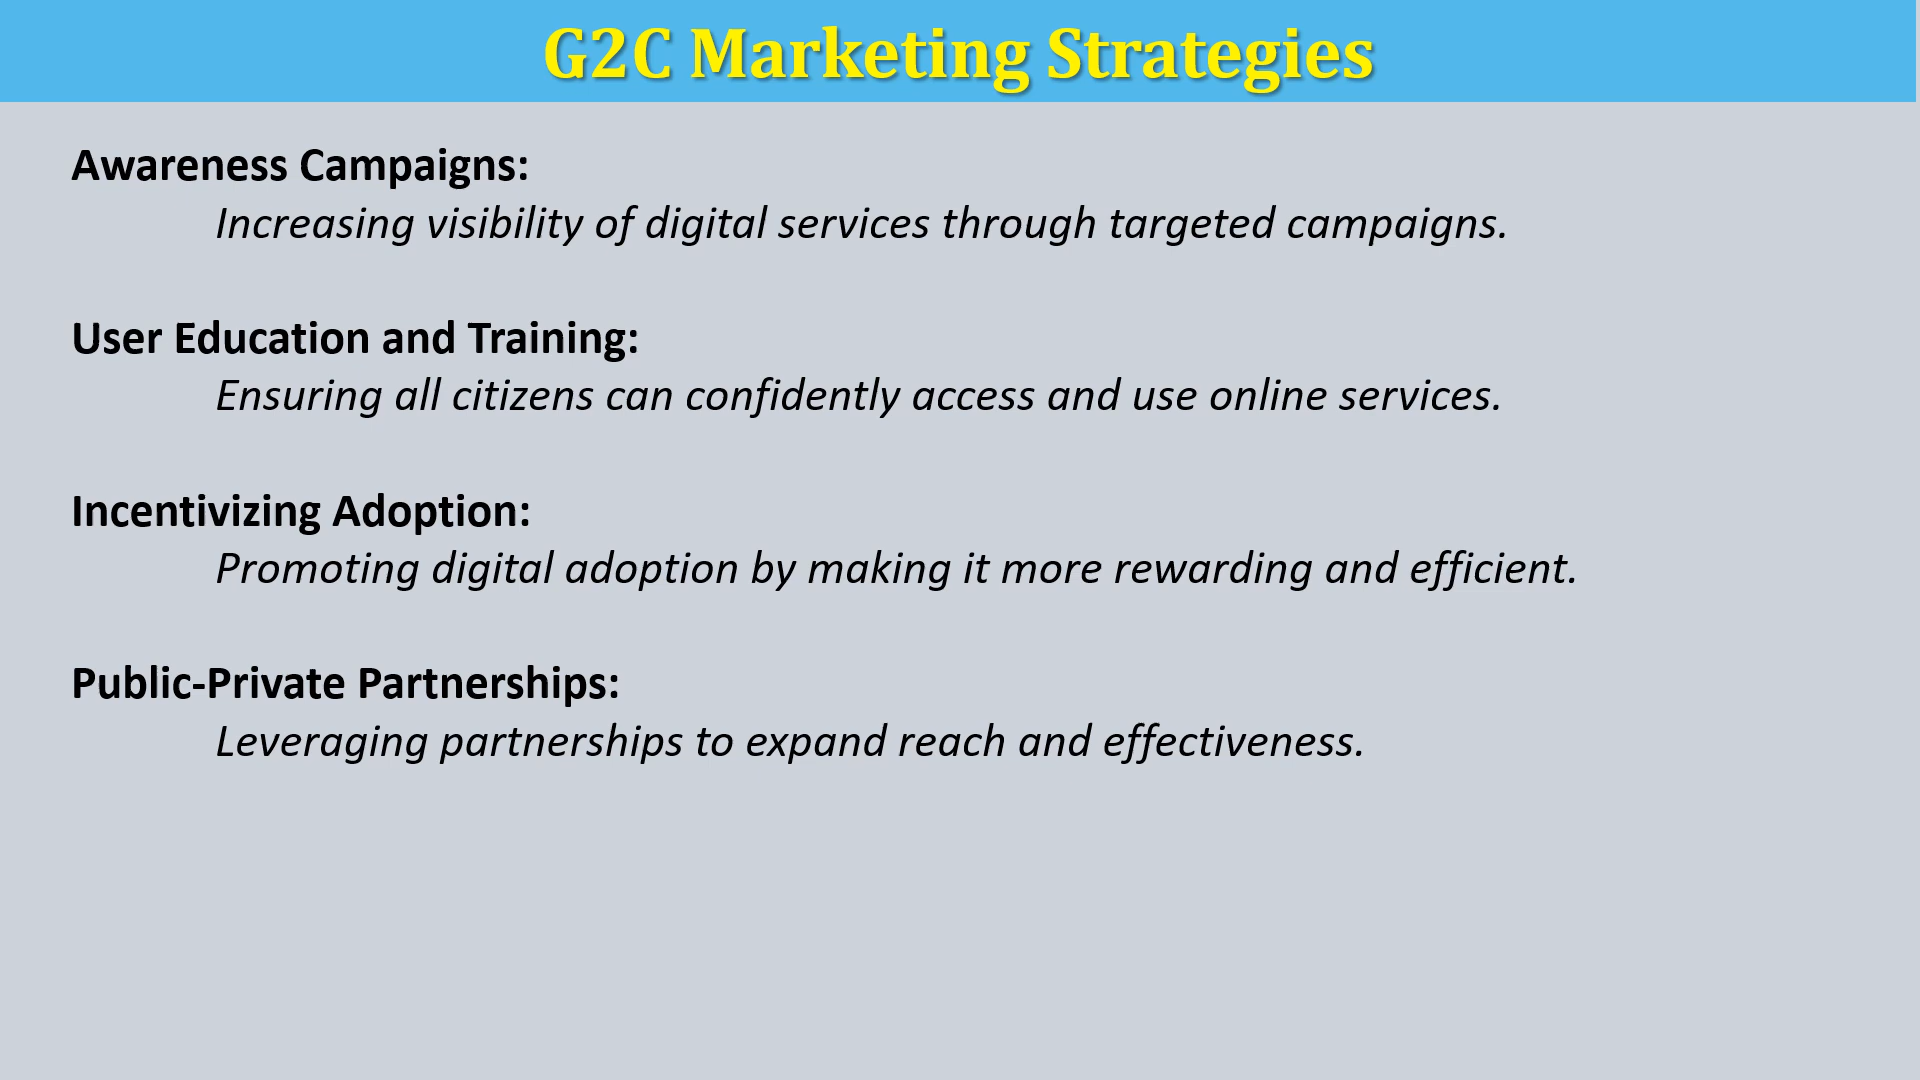 G2C Marketing Strategies
Awareness Campaigns:
Increasing visibility of digital services through targeted campaigns.
User Education and Training:
Ensuring all citizens can confidently access and use online services.
Incentivizing Adoption:
Promoting digital adoption by making it more rewarding and efficient.
Public-Private Partnerships:
Leveraging partnerships to expand reach and effectiveness.